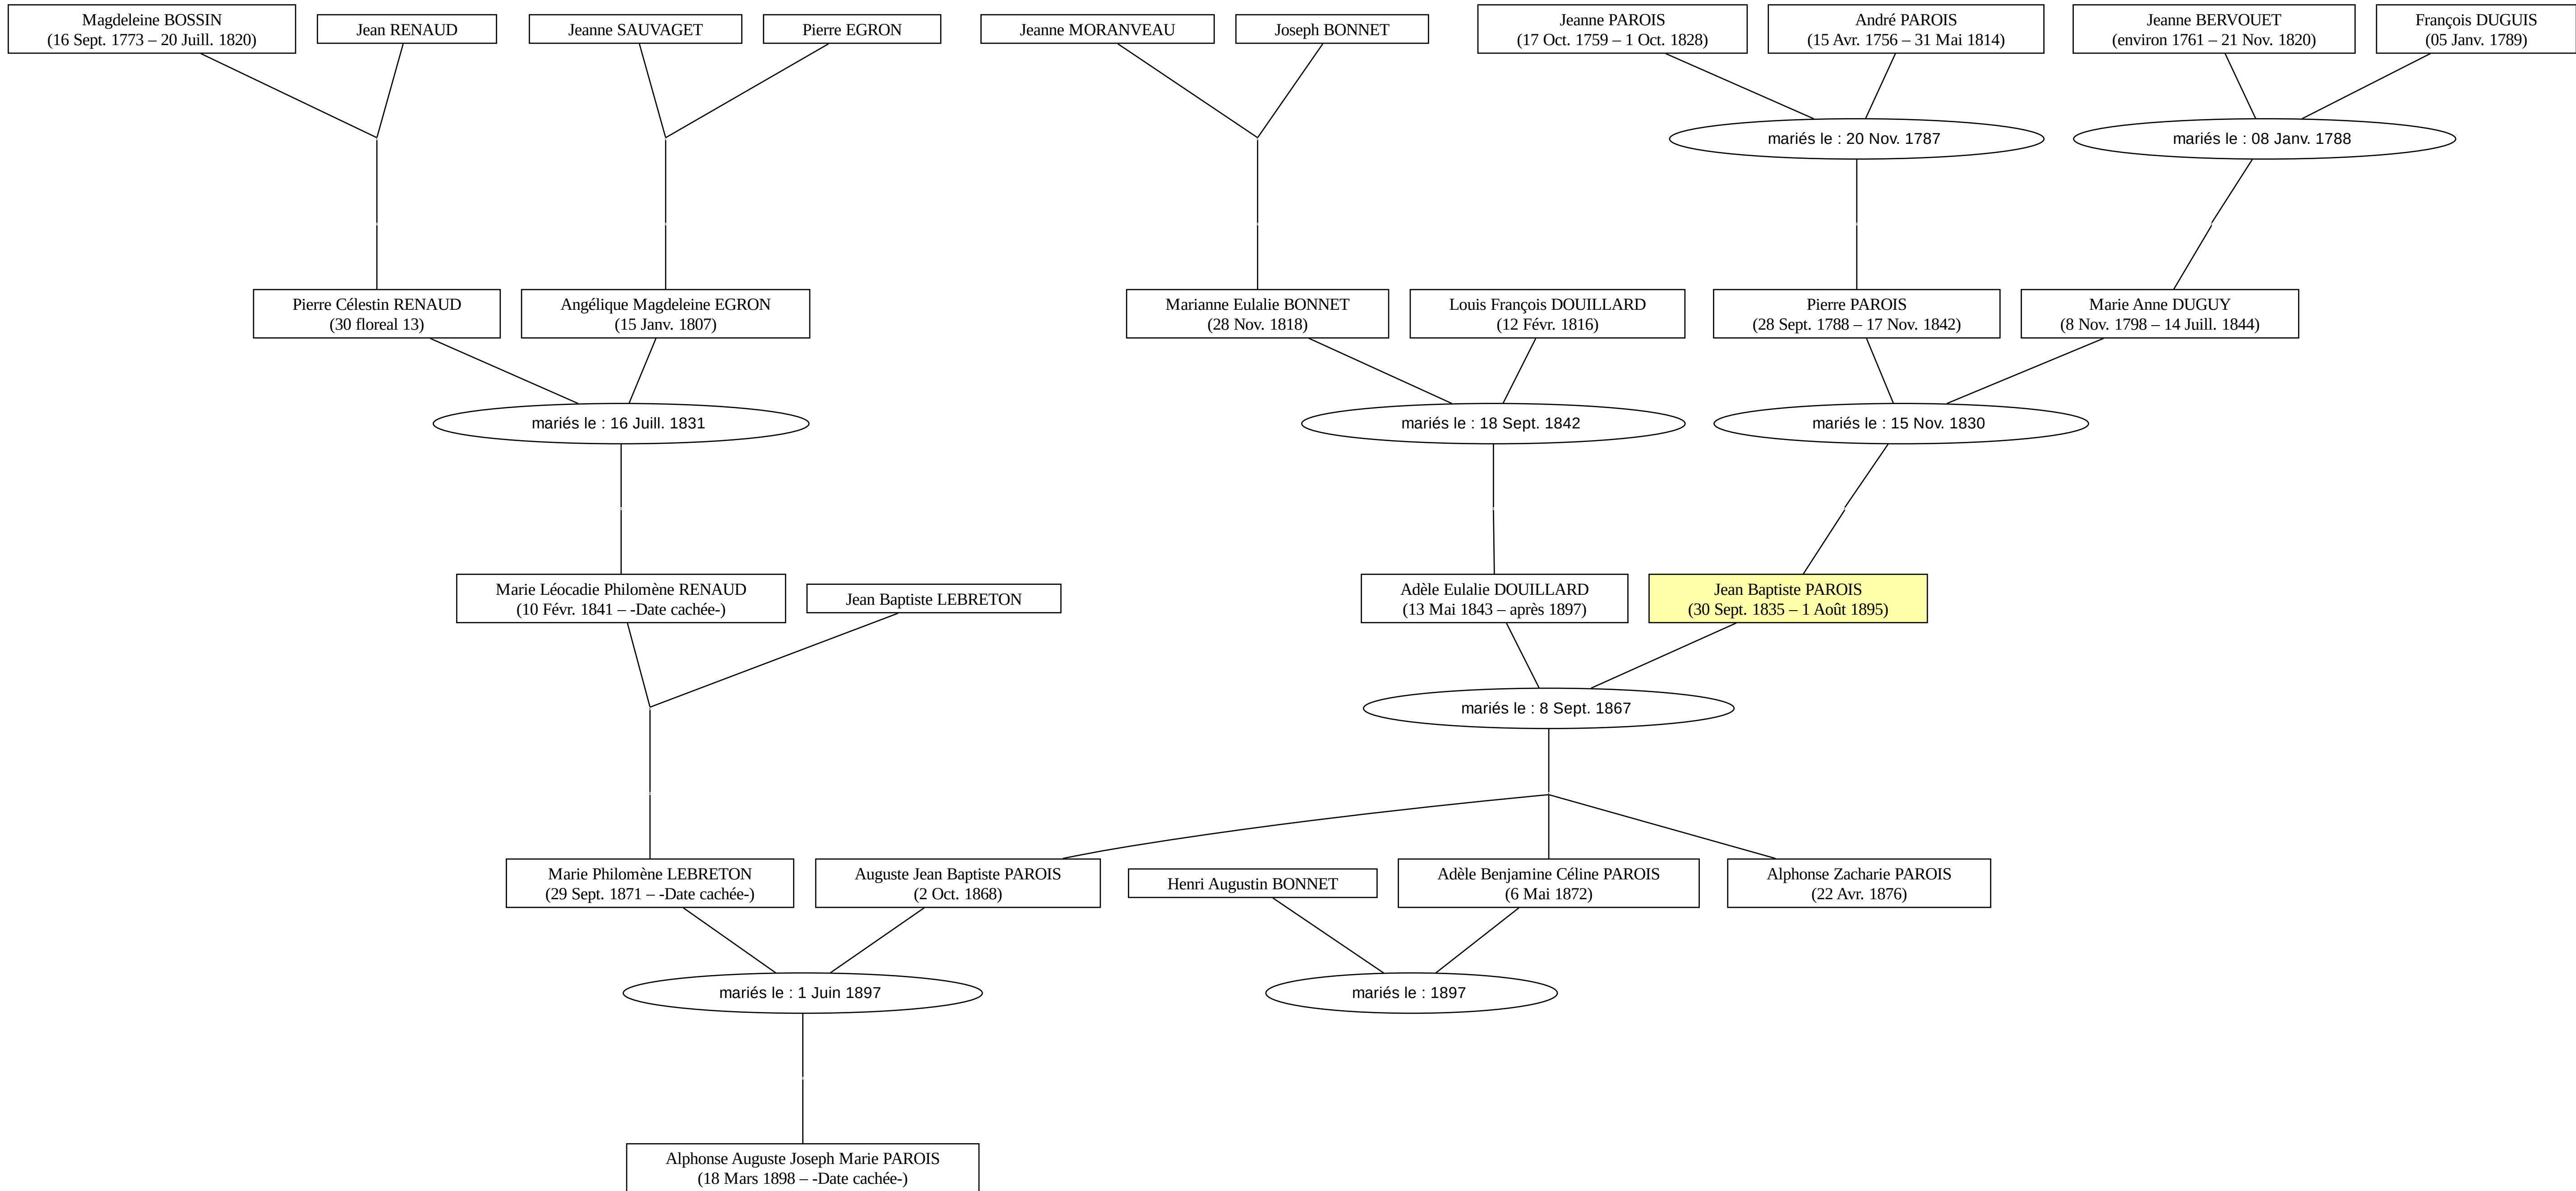 Magdeleine BOSSIN
(16 Sept. 1773 – 20 Juill. 1820)
Jean RENAUD
Jeanne SAUVAGET
Pierre EGRON
Jeanne MORANVEAU
Joseph BONNET
Jeanne PAROIS
(17 Oct. 1759 – 1 Oct. 1828)
André PAROIS
(15 Avr. 1756 – 31 Mai 1814)
Jeanne BERVOUET
(environ 1761 – 21 Nov. 1820)
François DUGUIS
(05 Janv. 1789)
mariés le : 20 Nov. 1787
mariés le : 08 Janv. 1788
Pierre Célestin RENAUD
(30 floreal 13)
Angélique Magdeleine EGRON
(15 Janv. 1807)
Marianne Eulalie BONNET
(28 Nov. 1818)
Louis François DOUILLARD
(12 Févr. 1816)
Pierre PAROIS
(28 Sept. 1788 – 17 Nov. 1842)
Marie Anne DUGUY
(8 Nov. 1798 – 14 Juill. 1844)
mariés le : 16 Juill. 1831
mariés le : 18 Sept. 1842
mariés le : 15 Nov. 1830
Marie Léocadie Philomène RENAUD
(10 Févr. 1841 – -Date cachée-)
Jean Baptiste LEBRETON
Adèle Eulalie DOUILLARD
(13 Mai 1843 – après 1897)
Jean Baptiste PAROIS
(30 Sept. 1835 – 1 Août 1895)
mariés le : 8 Sept. 1867
Marie Philomène LEBRETON
(29 Sept. 1871 – -Date cachée-)
Auguste Jean Baptiste PAROIS
(2 Oct. 1868)
Henri Augustin BONNET
Adèle Benjamine Céline PAROIS
(6 Mai 1872)
Alphonse Zacharie PAROIS
(22 Avr. 1876)
mariés le : 1 Juin 1897
mariés le : 1897
Alphonse Auguste Joseph Marie PAROIS
(18 Mars 1898 – -Date cachée-)